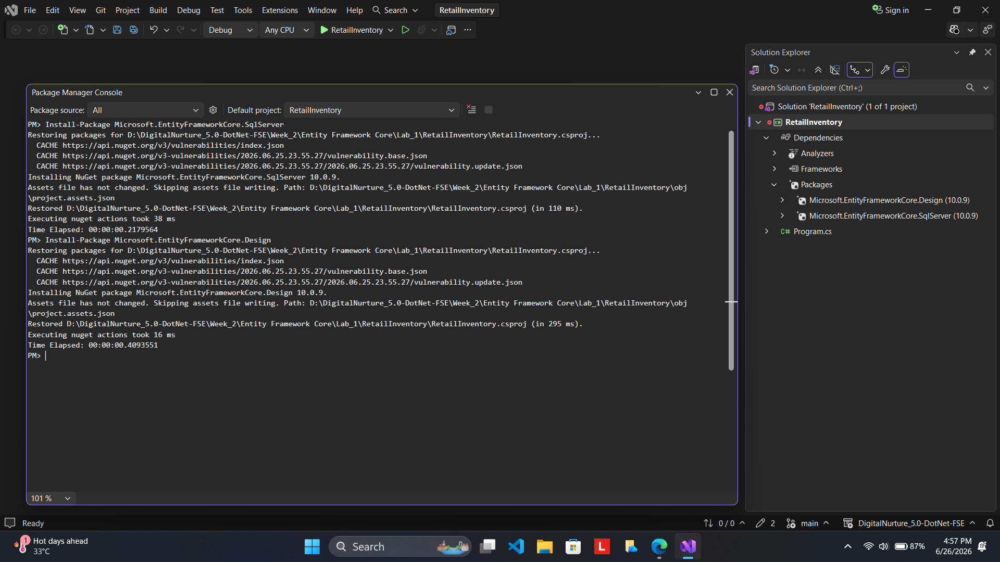 File Edit View Git Project Build Debug Test Tools Extensions Window Help Search RetailInventory Sign in
Debug Any CPU RetailInventory
Solution Explorer
Search Solution Explorer (Ctrl+;)
Solution 'RetailInventory' (1 of 1 project)
RetailInventory
Dependencies
Analyzers
Frameworks
Packages
Microsoft.EntityFrameworkCore.Design (10.0.9)
Microsoft.EntityFrameworkCore.SqlServer (10.0.9)
C# Program.cs
Package Manager Console
Package source: All Default project: RetailInventory
PM> Install-Package Microsoft.EntityFrameworkCore.SqlServer
Restoring packages for D:\DigitalNurture_5.0-DotNet-FSE\Week_2\Entity Framework Core\Lab_1\RetailInventory\RetailInventory.csproj...
CACHE https://api.nuget.org/v3/vulnerabilities/index.json
CACHE https://api.nuget.org/v3-vulnerabilities/2026.06.25.23.55.27/vulnerability.base.json
CACHE https://api.nuget.org/v3-vulnerabilities/2026.06.25.23.55.27/2026.06.25.23.55.27/vulnerability.update.json
Installing NuGet package Microsoft.EntityFrameworkCore.SqlServer 10.0.9.
Assets file has not changed. Skipping assets file writing. Path: D:\DigitalNurture_5.0-DotNet-FSE\Week_2\Entity Framework Core\Lab_1\RetailInventory\obj
\project.assets.json
Restored D:\DigitalNurture_5.0-DotNet-FSE\Week_2\Entity Framework Core\Lab_1\RetailInventory\RetailInventory.csproj (in 110 ms).
Executing nuget actions took 38 ms
Time Elapsed: 00:00:00.2179564
PM> Install-Package Microsoft.EntityFrameworkCore.Design
Restoring packages for D:\DigitalNurture_5.0-DotNet-FSE\Week_2\Entity Framework Core\Lab_1\RetailInventory\RetailInventory.csproj...
CACHE https://api.nuget.org/v3/vulnerabilities/index.json
CACHE https://api.nuget.org/v3-vulnerabilities/2026.06.25.23.55.27/vulnerability.base.json
CACHE https://api.nuget.org/v3-vulnerabilities/2026.06.25.23.55.27/2026.06.25.23.55.27/vulnerability.update.json
Installing NuGet package Microsoft.EntityFrameworkCore.Design 10.0.9.
Assets file has not changed. Skipping assets file writing. Path: D:\DigitalNurture_5.0-DotNet-FSE\Week_2\Entity Framework Core\Lab_1\RetailInventory\obj
\project.assets.json
Restored D:\DigitalNurture_5.0-DotNet-FSE\Week_2\Entity Framework Core\Lab_1\RetailInventory\RetailInventory.csproj (in 295 ms).
Executing nuget actions took 16 ms
Time Elapsed: 00:00:00.4093551
PM>
101 %
Ready 0 / 0 2 main DigitalNurture_5.0-DotNet-FSE
1 Hot days ahead
33°C
Search
L
87%
4:57 PM
6/26/2026